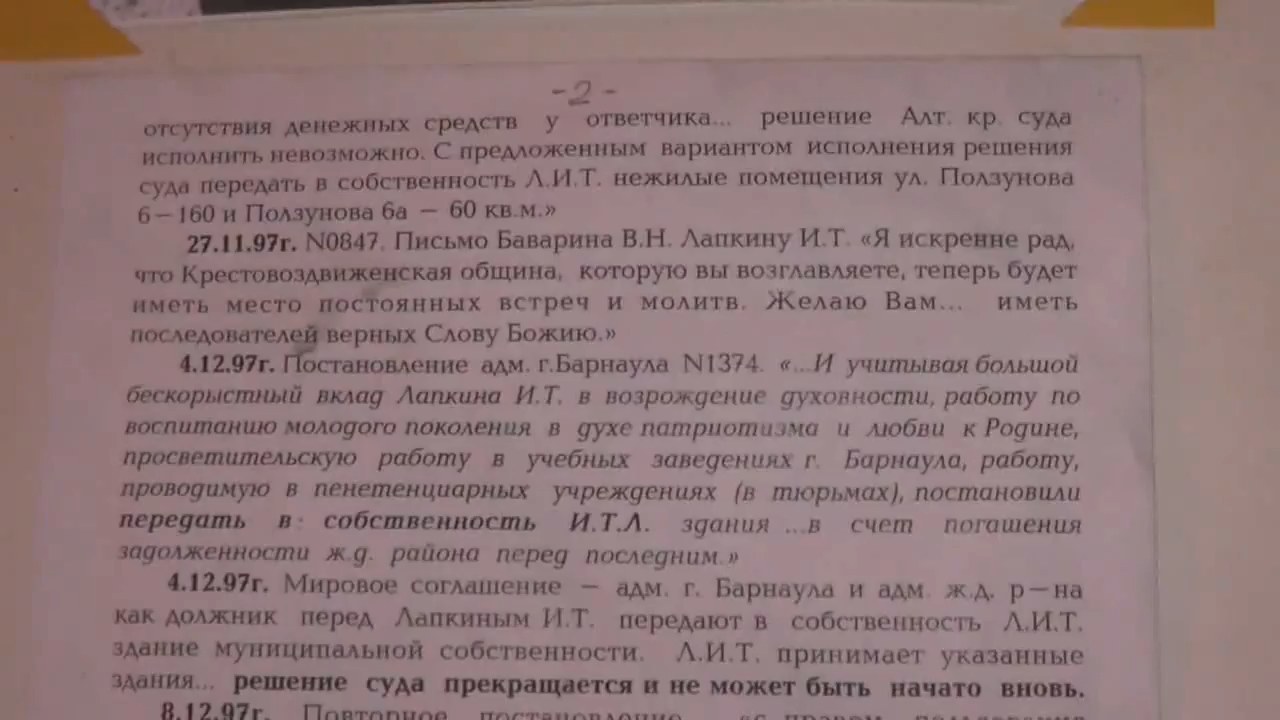 -2-
отсутствия денежных средств у ответчика... решение Алт. кр. суда
исполнить невозможно. С предложенным вариантом исполнения решения
суда передать в собственность Л.И.Т. нежилые помещения ул. Ползунова
6—160 и Ползунова 6а — 60 кв.м.»
27.11.97г. N0847. Письмо Баварина В.Н. Лапкину И.Т. «Я искренне рад,
что Крестовоздвиженская община, которую вы возглавляете, теперь будет
иметь место постоянных встреч и молитв. Желаю Вам... иметь
последователей верных Слову Божию.»
4.12.97г. Постановление адм. г.Барнаула N1374. «...И учитывая большой
бескорыстный вклад Лапкина И.Т. в возрождение духовности, работу по
воспитанию молодого поколения в духе патриотизма и любви к Родине,
просветительскую работу в учебных заведениях г. Барнаула, работу,
проводимую в пенетенциарных учреждениях (в тюрьмах), постановили
передать в собственность И.Т.Л. здания ...в счет погашения
задолженности ж.д. района перед последним.»
4.12.97г. Мировое соглашение — адм. г. Барнаула и адм. ж.д. р—на
как должник перед Лапкиным И.Т. передают в собственность Л.И.Т.
здание муниципальной собственности. Л.И.Т. принимает указанные
здания... решение суда прекращается и не может быть начато вновь.
8.12.97г. Повторное постановление